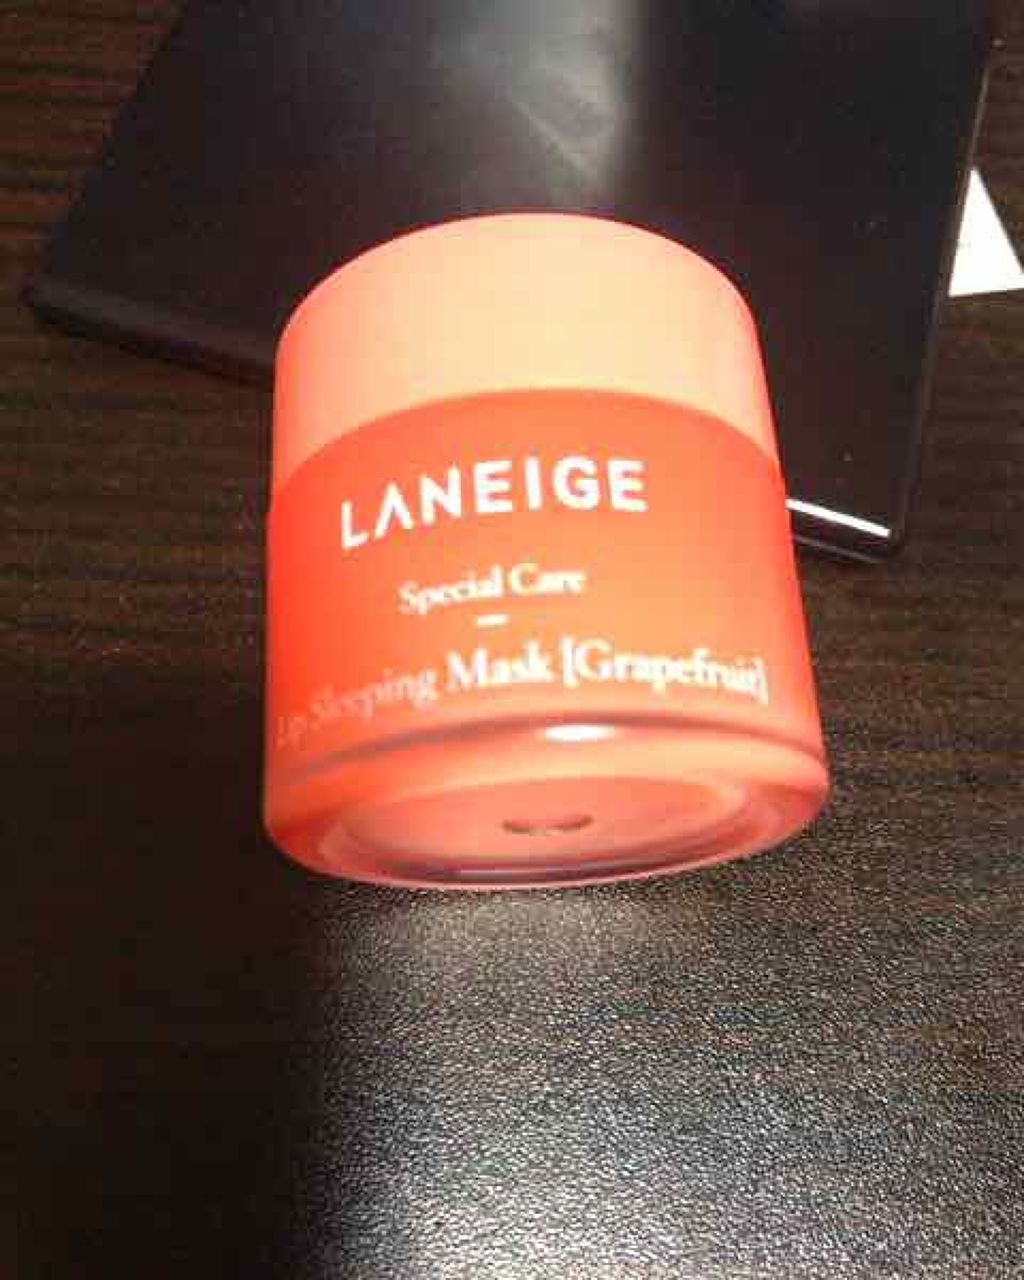 LANEIGE
Special Care
Lip Sleeping Mask [Grapefruit]